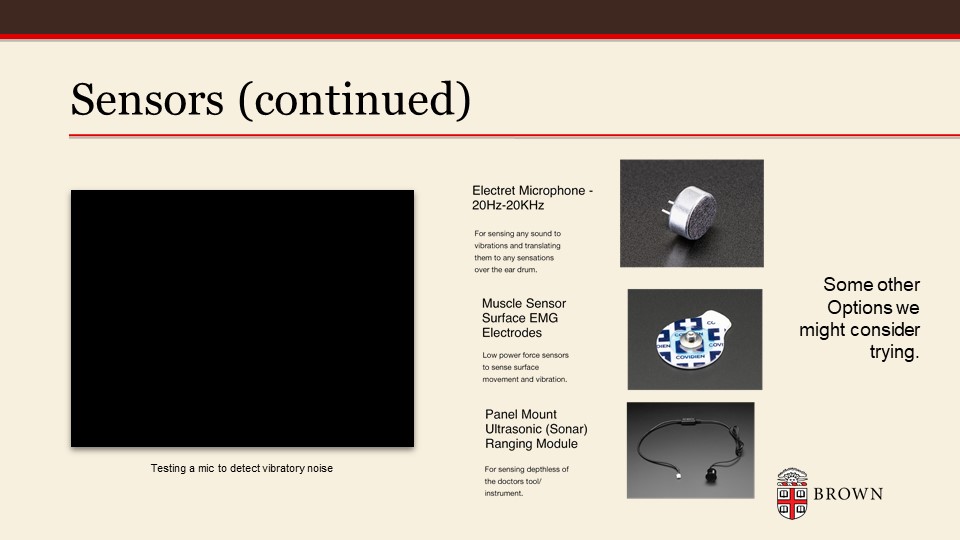 Sensors (continued)
Electret Microphone -
20Hz-20KHz
For sensing any sound to
vibrations and translating
them to any sensations
over the ear drum.
Muscle Sensor
Surface EMG
Electrodes
Low power force sensors
to sense surface
movement and vibration.
Panel Mount
Ultrasonic (Sonar)
Ranging Module
For sensing depthless of
the doctors tool/
instrument.
COVIDIEN
Some other
Options we
might consider
trying.
Testing a mic to detect vibratory noise
BROWN